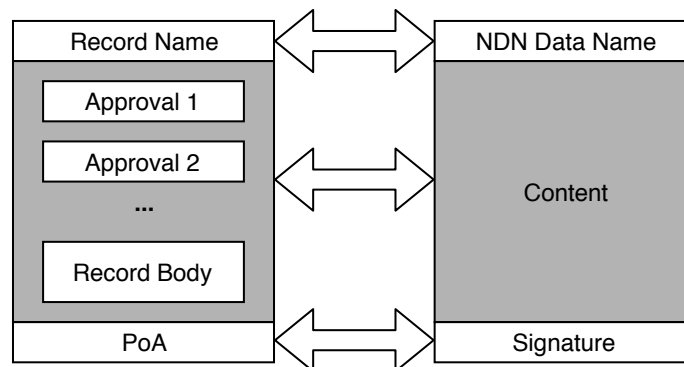 Record Name
Approval 1
Approval 2
...
Record Body
PoA
NDN Data Name
Content
Signature